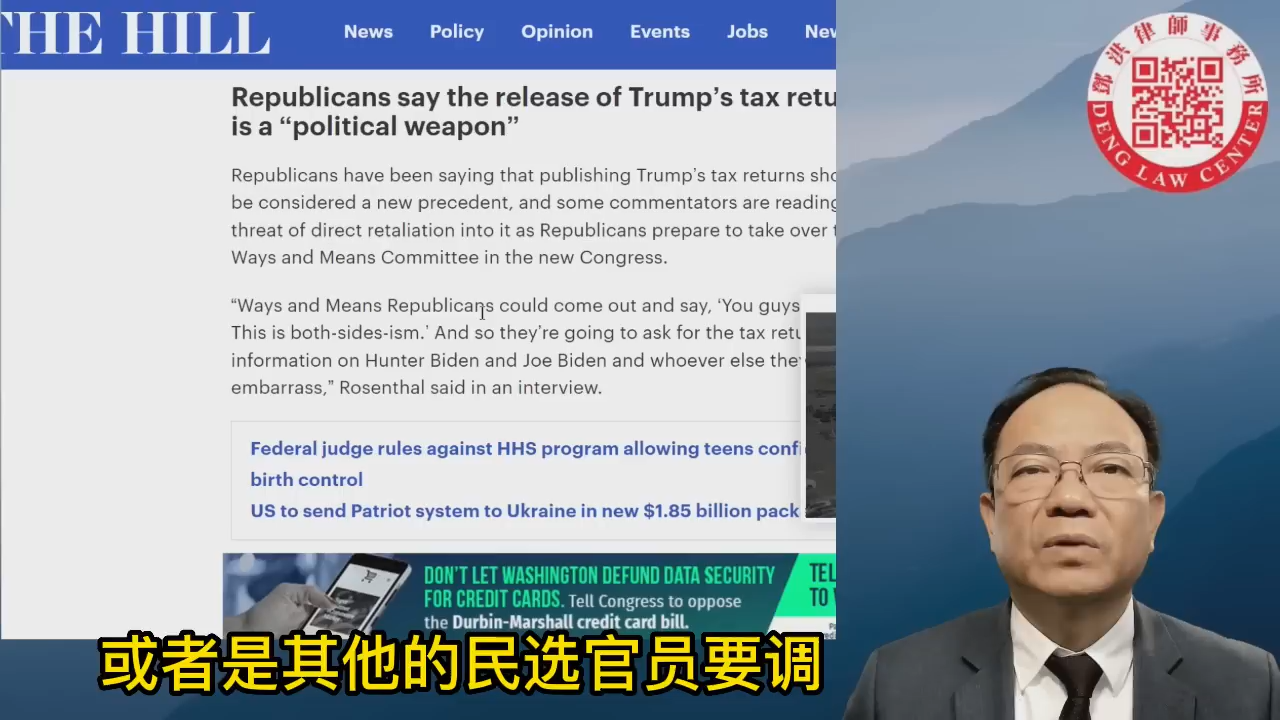 THE HILL
News Policy Opinion Events Jobs
Republicans say the release of Trump's tax
is a “political weapon”
Republicans have been saying that publishing Trump's tax returns
be considered a new precedent, and some commentators are reading
threat of direct retaliation into it as Republicans prepare to take over
Ways and Means Committee in the new Congress.
“Ways and Means Republicans could come out and say, ‘You guys
This is both-sides-ism.’ And so they're going to ask for the tax
information on Hunter Biden and Joe Biden and whoever else
embarrass,” Rosenthal said in an interview.
Federal judge rules against HHS program allowing teens
birth control
US to send Patriot system to Ukraine in new $1.85 billion
DON'T LET WASHINGTON DEFUND DATA SECURITY
FOR CREDIT CARDS. Tell Congress to oppose
the Durbin-Marshall credit card bill.
TO
鄧洪律師事務所
DENG LAW CENTER
或者是其他的民选官员要调